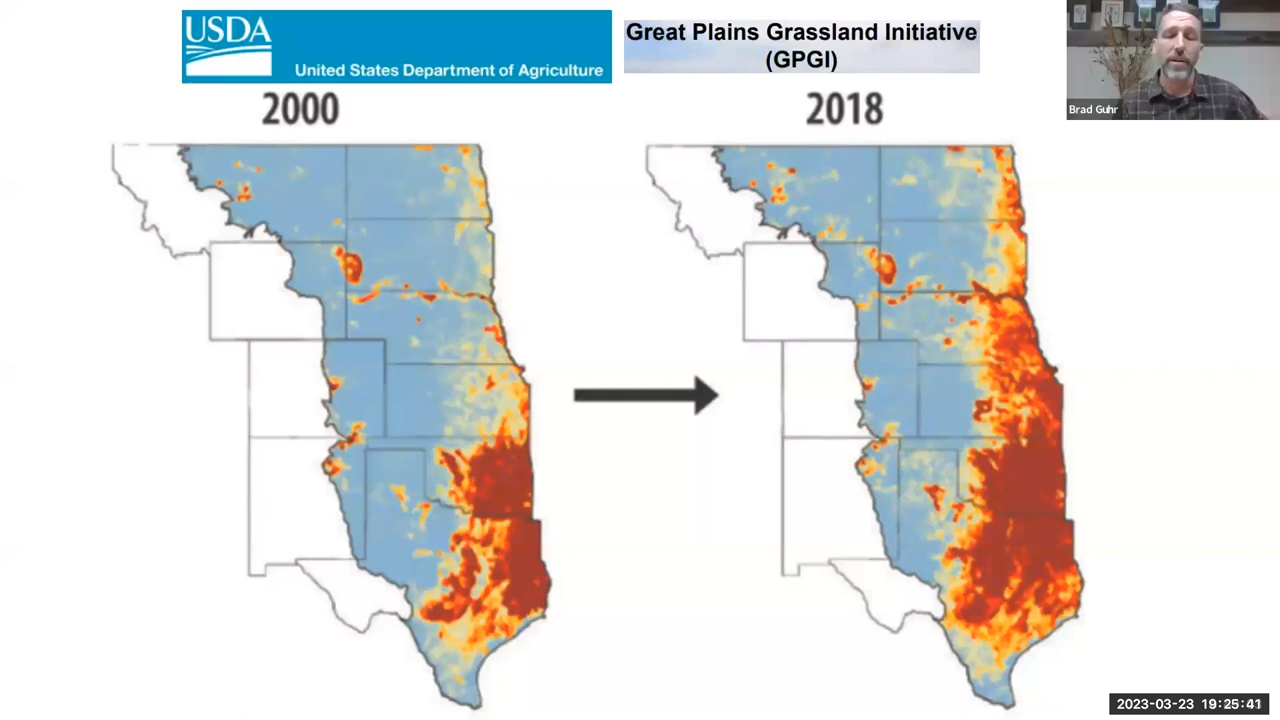 USDA
United States Department of Agriculture
Great Plains Grassland Initiative
(GPGI)
2000
2018
Brad Guhr
2023-03-23 19:25:41